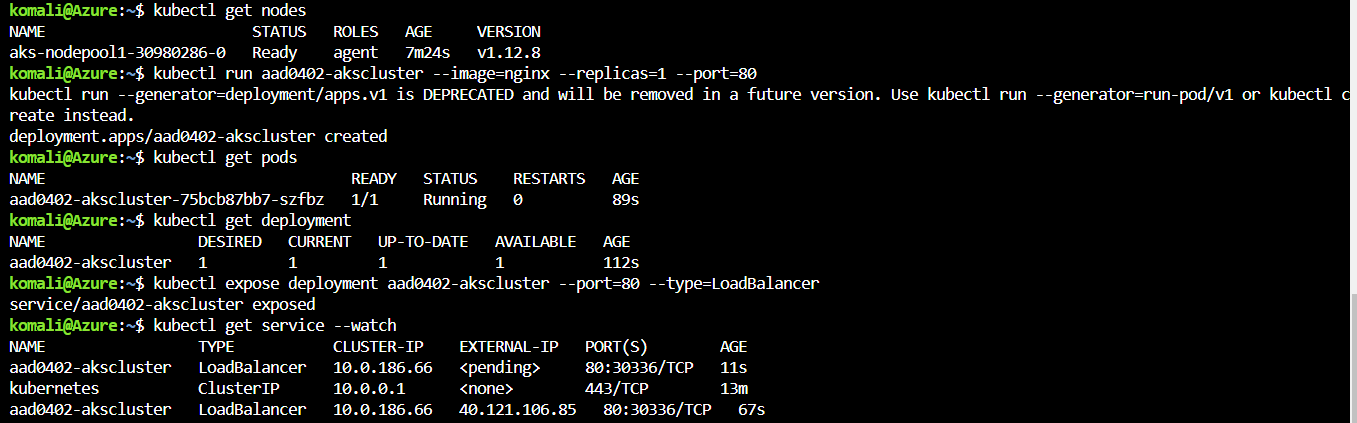 komali@Azure:~$ kubectl get nodes
NAME                       STATUS   ROLES   AGE     VERSION
aks-nodepool1-30980286-0   Ready    agent   7m24s   v1.12.8
komali@Azure:~$ kubectl run aad0402-akscluster --image=nginx --replicas=1 --port=80
kubectl run --generator=deployment/apps.v1 is DEPRECATED and will be removed in a future version. Use kubectl run --generator=run-pod/v1 or kubectl c
reate instead.
deployment.apps/aad0402-akscluster created
komali@Azure:~$ kubectl get pods
NAME                                  READY   STATUS    RESTARTS   AGE
aad0402-akscluster-75bcb87bb7-szfbz   1/1     Running   0          89s
komali@Azure:~$ kubectl get deployment
NAME                 DESIRED   CURRENT   UP-TO-DATE   AVAILABLE   AGE
aad0402-akscluster   1         1         1            1           112s
komali@Azure:~$ kubectl expose deployment aad0402-akscluster --port=80 --type=LoadBalancer
service/aad0402-akscluster exposed
komali@Azure:~$ kubectl get service --watch
NAME                 TYPE           CLUSTER-IP    EXTERNAL-IP   PORT(S)        AGE
aad0402-akscluster   LoadBalancer   10.0.186.66   <pending>     80:30336/TCP   11s
kubernetes           ClusterIP      10.0.0.1      <none>        443/TCP        13m
aad0402-akscluster   LoadBalancer   10.0.186.66   40.121.106.85   80:30336/TCP   67s